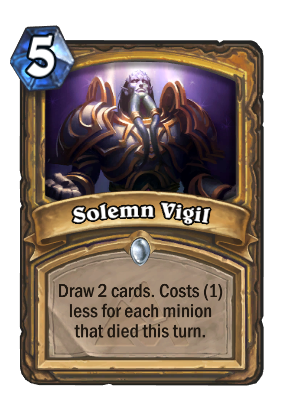 5
Solemn Vigil
Draw 2 cards. Costs (1)
less for each minion
that died this turn.